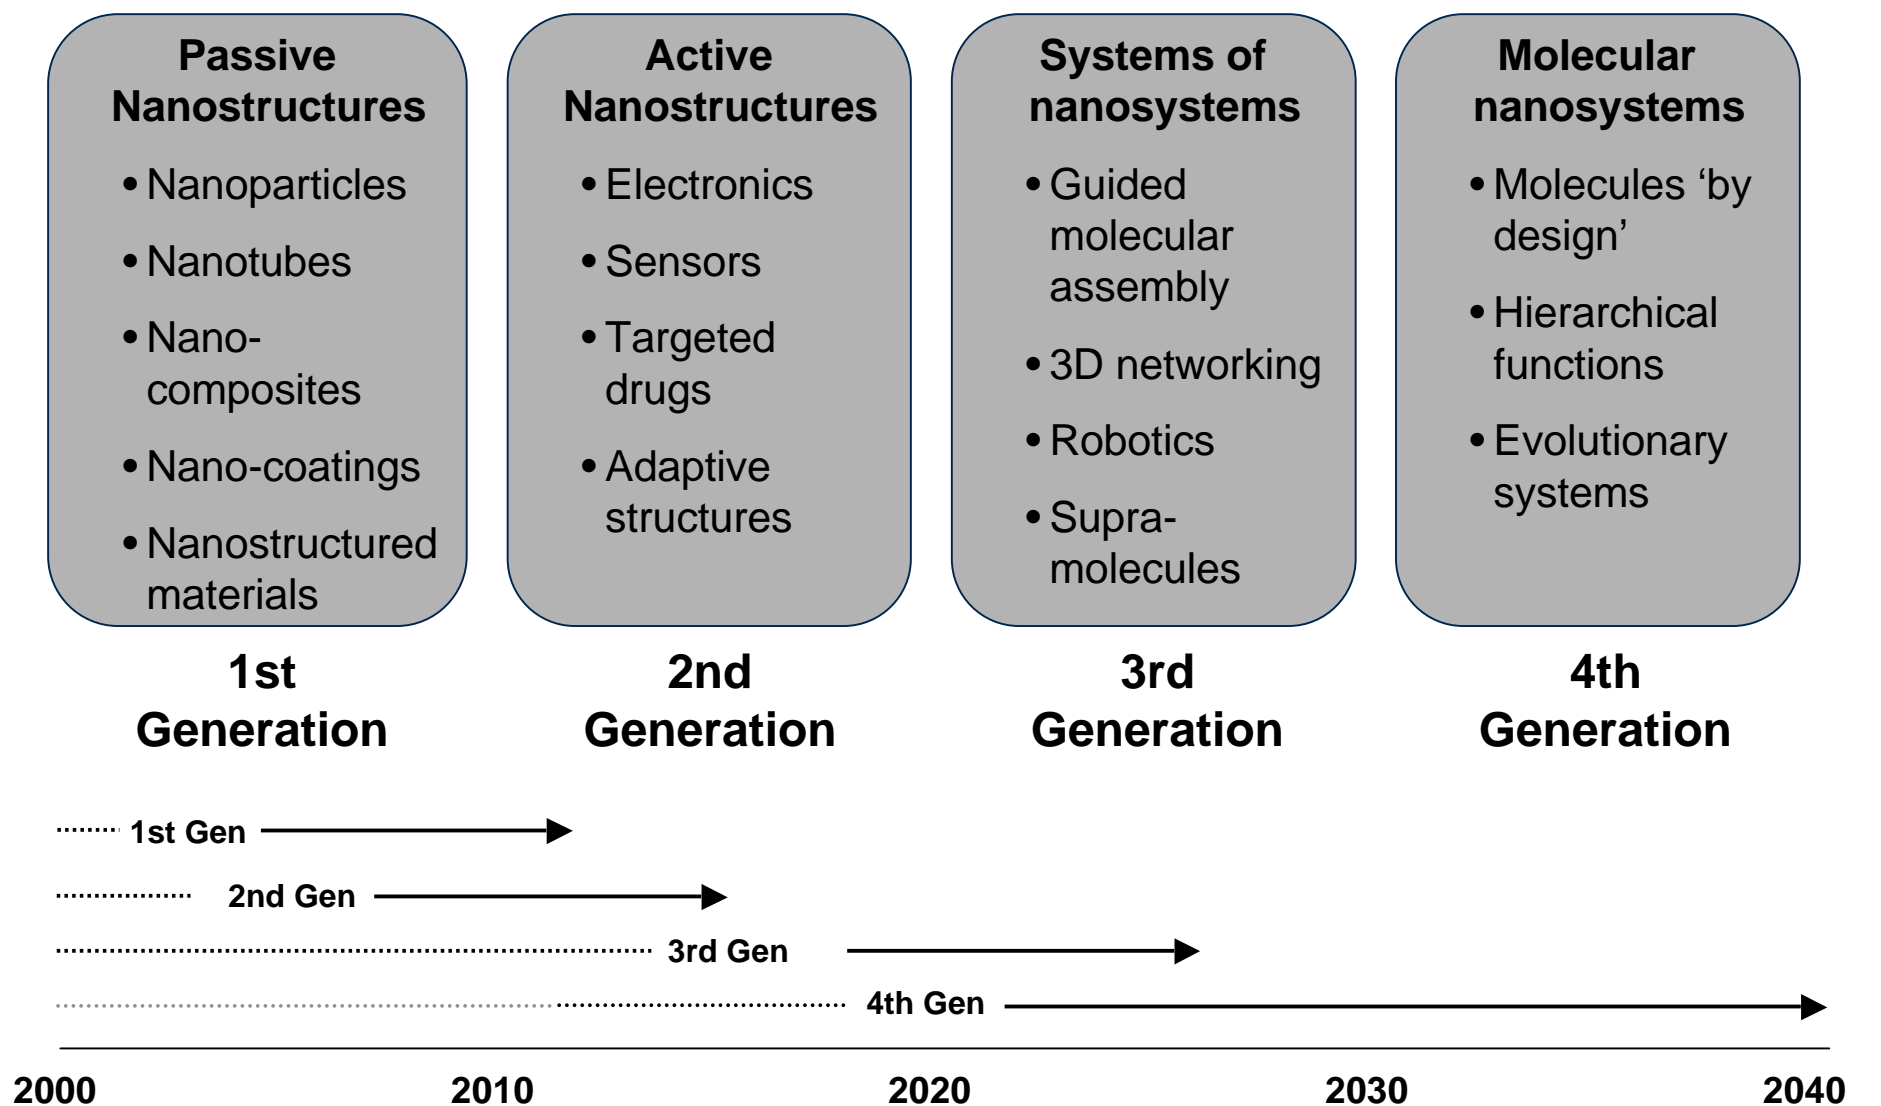 Passive
Nanostructures
• Nanoparticles
• Nanotubes
• Nano-
composites
• Nano-coatings
• Nanostructured
materials
Active
Nanostructures
• Electronics
• Sensors
• Targeted
drugs
• Adaptive
structures
Systems of
nanosystems
• Guided
molecular
assembly
• 3D networking
• Robotics
• Supra-
molecules
Molecular
nanosystems
• Molecules ‘by
design’
• Hierarchical
functions
• Evolutionary
systems
1st
Generation
2nd
Generation
3rd
Generation
4th
Generation
1st Gen
2nd Gen
3rd Gen
4th Gen
2000 2010 2020 2030 2040